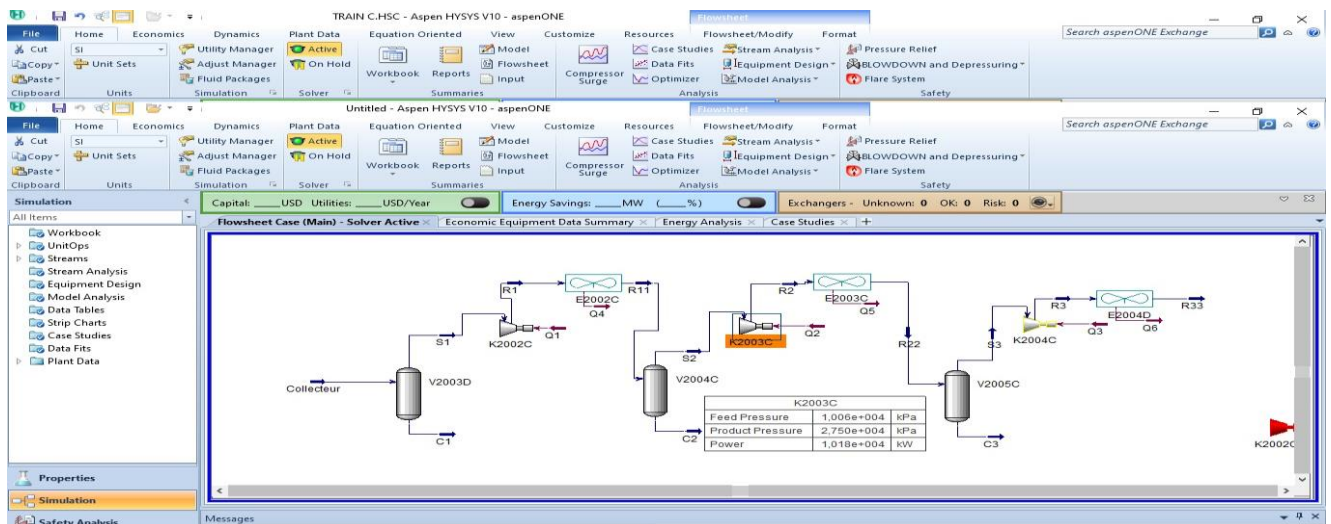 TRAIN C.HSC - Aspen HYSYS V10 - aspenONE
Flowsheet
File Home Economics Dynamics Plant Data Equation Oriented View Customize Resources Flowsheet/Modify Format
Search aspenONE Exchange
Cut SI Utility Manager Active Model Case Studies Stream Analysis Pressure Relief
Copy Unit Sets Adjust Manager On Hold Flowsheet Data Fits Equipment Design BLOWDOWN and Depressuring
Paste Fluid Packages Workbook Reports Input Compressor Surge Optimizer Model Analysis Flare System
Clipboard Units Simulation Solver Summaries Analysis Safety
Untitled - Aspen HYSYS V10 - aspenONE
Flowsheet
File Home Economics Dynamics Plant Data Equation Oriented View Customize Resources Flowsheet/Modify Format
Search aspenONE Exchange
Cut SI Utility Manager Active Model Case Studies Stream Analysis Pressure Relief
Copy Unit Sets Adjust Manager On Hold Flowsheet Data Fits Equipment Design BLOWDOWN and Depressuring
Paste Fluid Packages Workbook Reports Input Compressor Surge Optimizer Model Analysis Flare System
Clipboard Units Simulation Solver Summaries Analysis Safety
Simulation
Capital: ____USD Utilities: ____USD/Year
Energy Savings: ____MW (____%)
Exchangers - Unknown: 0 OK: 0 Risk: 0
All Items
Flowsheet Case (Main) - Solver Active Economic Equipment Data Summary Energy Analysis Case Studies +
Workbook
UnitOps
Streams
Stream Analysis
Equipment Design
Model Analysis
Data Tables
Strip Charts
Case Studies
Data Fits
Plant Data
Properties
Simulation
Safety Analysis
Collecteur
V2003D
C1
S1
K2002C
Q1
R1
E2002C
Q4
R11
V2004C
C2
S2
K2003C
Q2
R2
E2003C
Q5
R22
V2005C
C3
S3
K2004C
Q3
R3
E2004D
Q6
R33
K2003C
Feed Pressure 1,006e+004 kPa
Product Pressure 2,750e+004 kPa
Power 1,018e+004 kW
K2002C
Messages